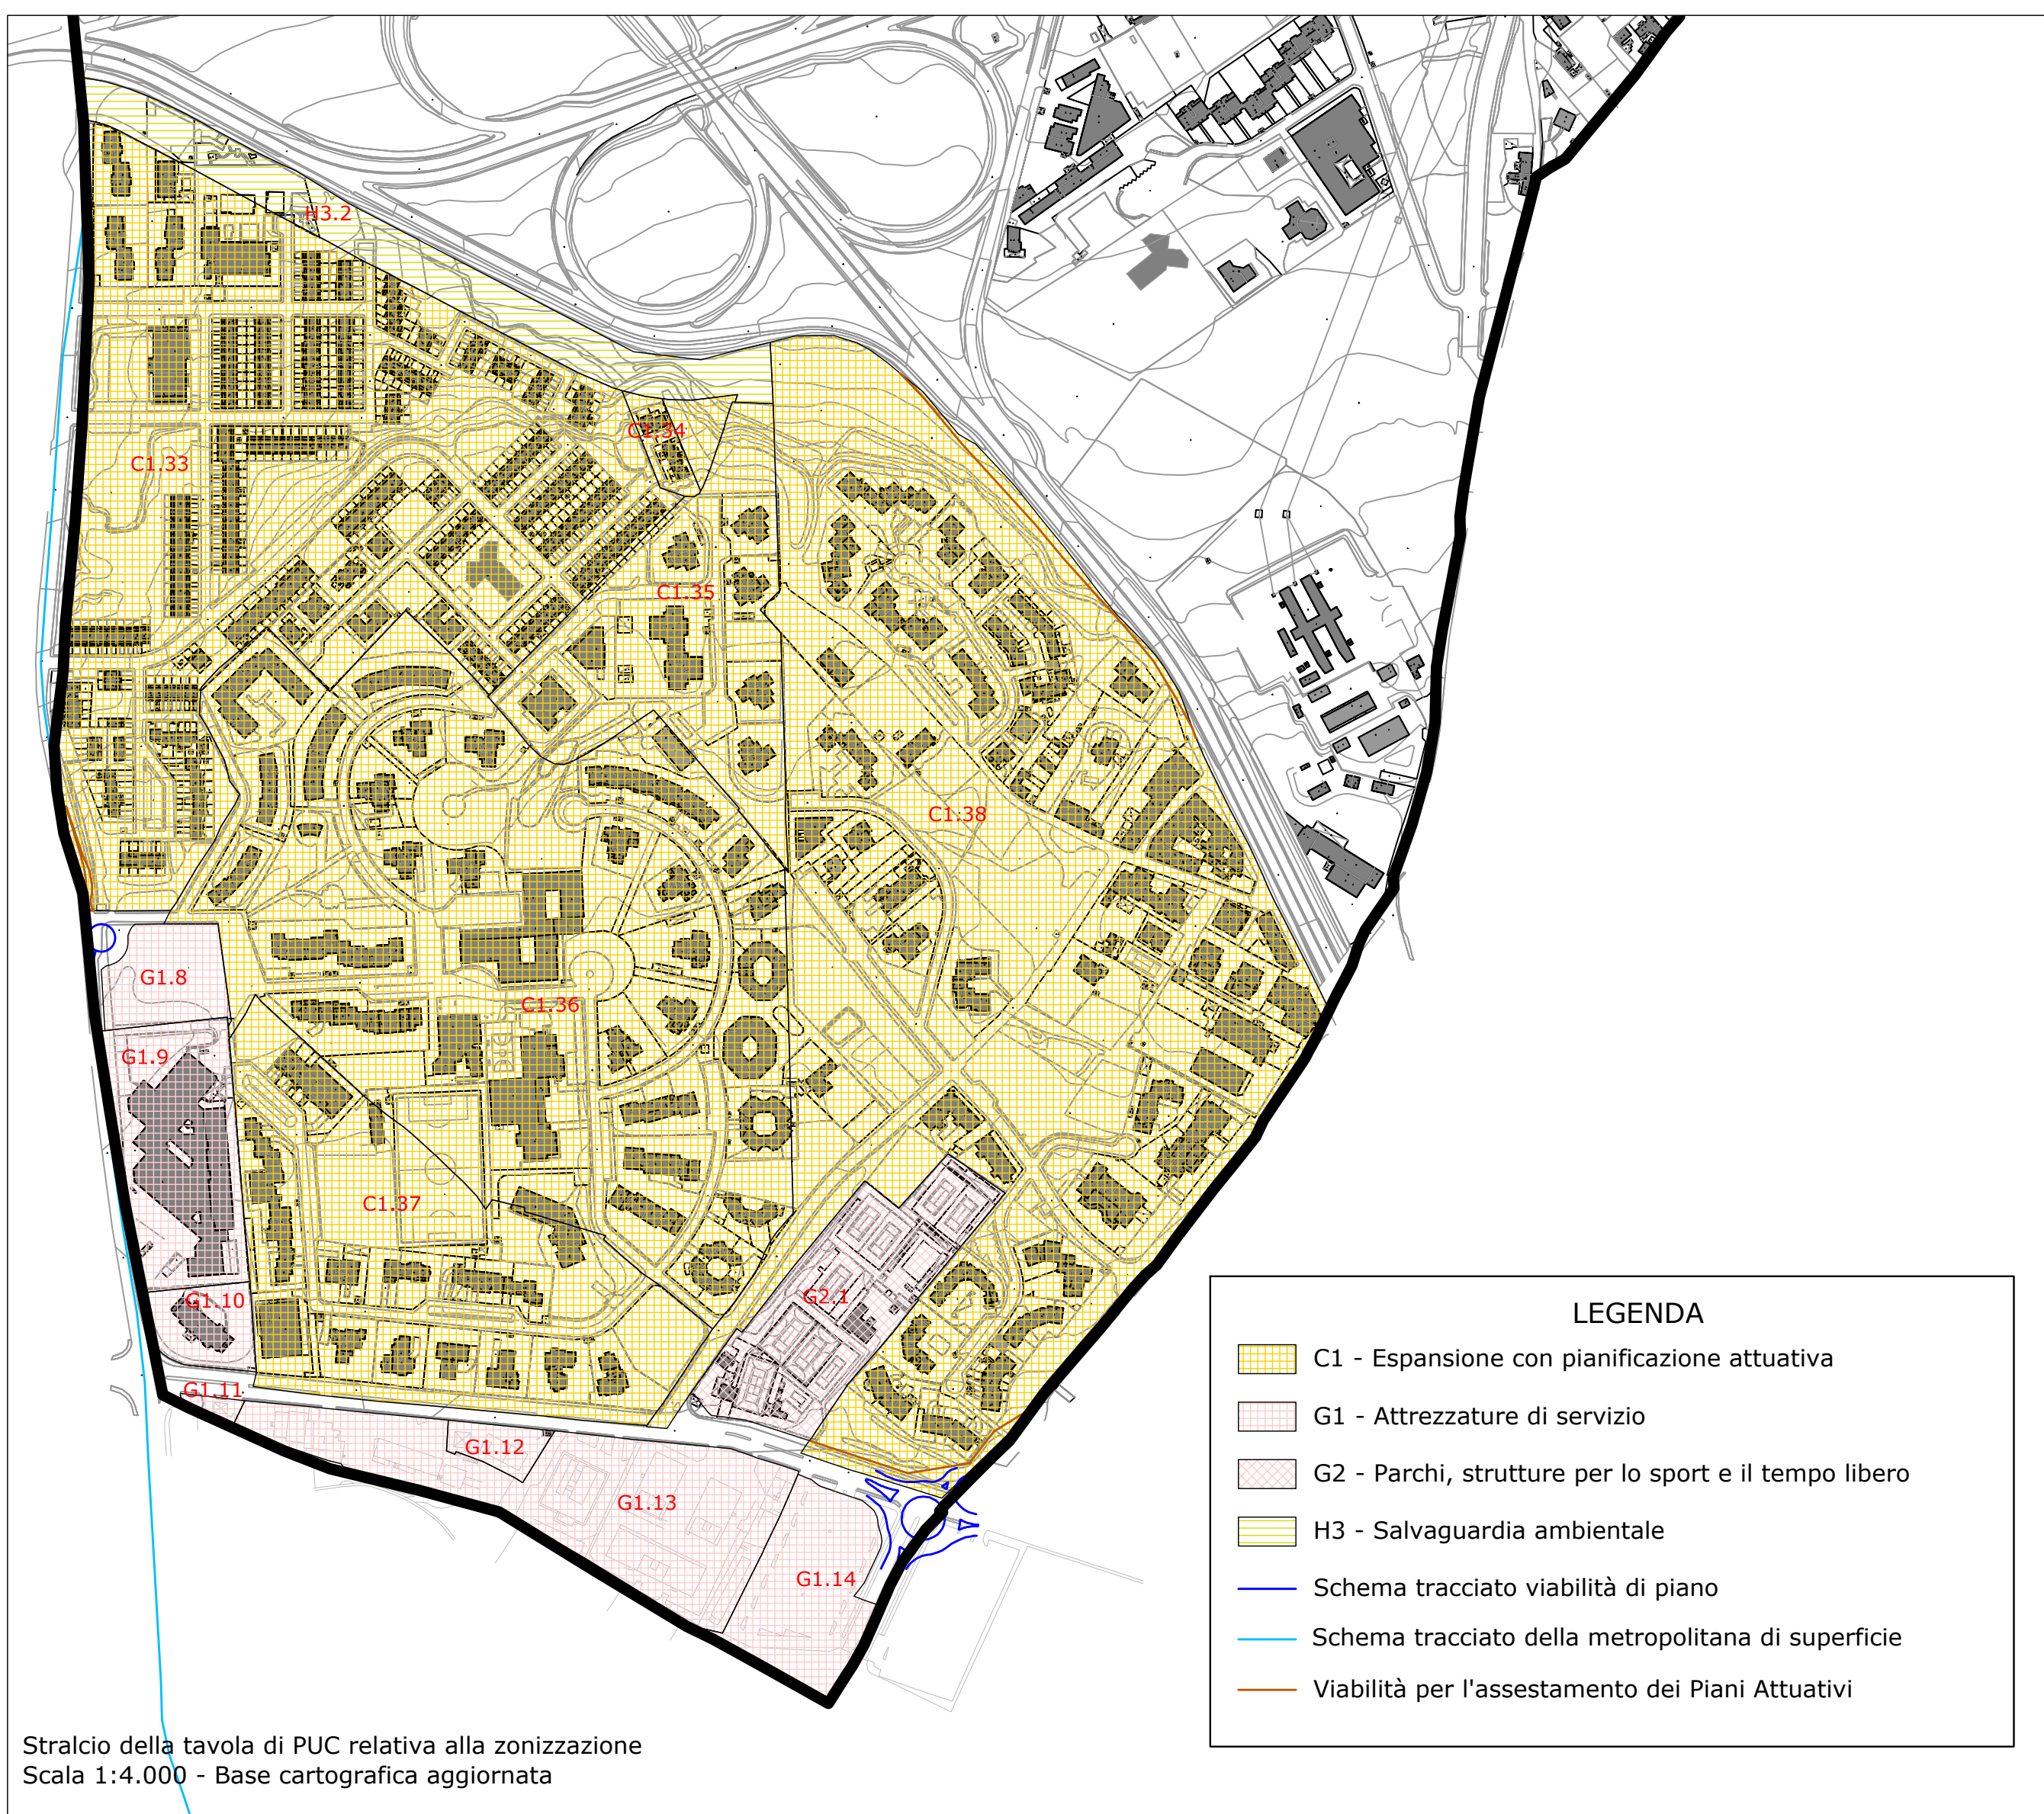 H3.2
C1.34
C1.33
C1.35
C1.38
G1.8
C1.36
G1.9
C1.37
G2.1
G1.10
G1.11
G1.12
G1.13
G1.14
LEGENDA
C1 - Espansione con pianificazione attuativa
G1 - Attrezzature di servizio
G2 - Parchi, strutture per lo sport e il tempo libero
H3 - Salvaguardia ambientale
Schema tracciato viabilità di piano
Schema tracciato della metropolitana di superficie
Viabilità per l'assestamento dei Piani Attuativi
Stralcio della tavola di PUC relativa alla zonizzazione
Scala 1:4.000 - Base cartografica aggiornata